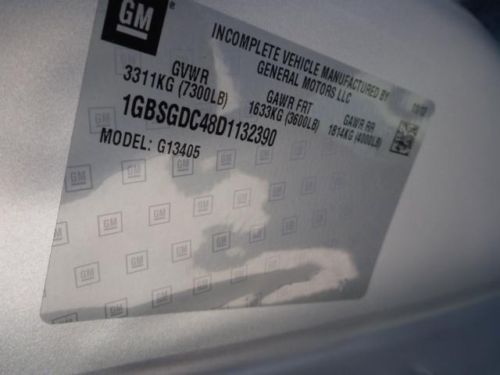 GM
INCOMPLETE VEHICLE MANUFACTURED BY
GENERAL MOTORS LLC
GVWR GAWR FRT GAWR RR
3311KG (7300LB) 1633KG (3600LB) 1814KG (4000LB)
1GBSGDC48D1132390
MODEL: G13405